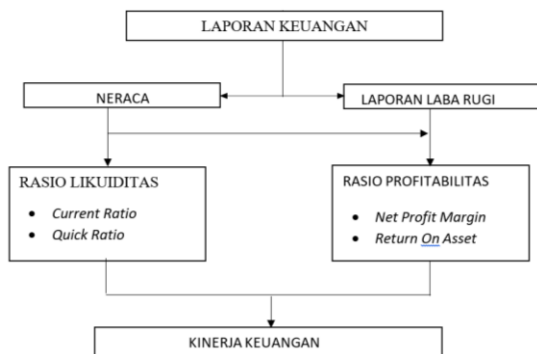 LAPORAN KEUANGAN
NERACA
LAPORAN LABA RUGI
RASIO LIKUIDITAS
• Current Ratio
• Quick Ratio
RASIO PROFITABILITAS
• Net Profit Margin
• Return On Asset
KINERJA KEUANGAN